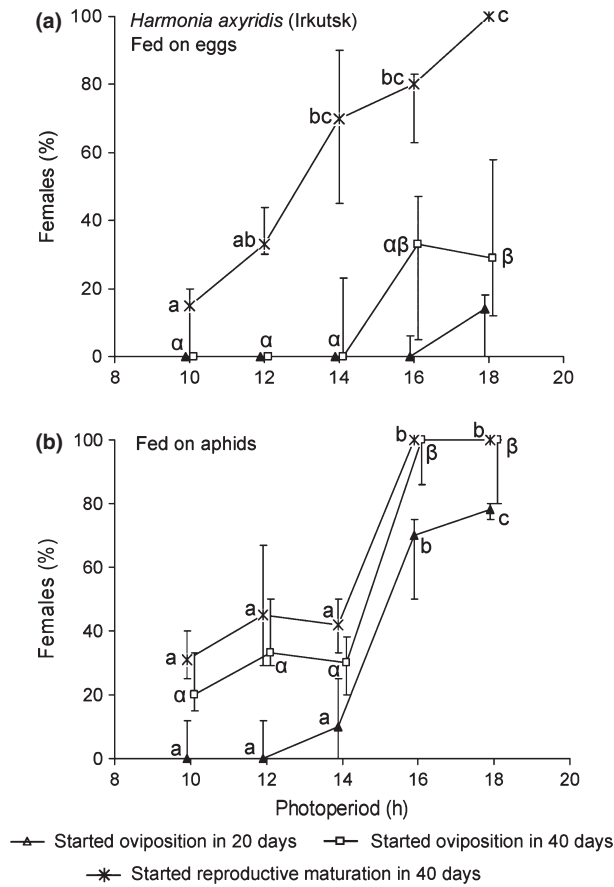 (a) Harmonia axyridis (Irkutsk)
Fed on eggs
100
80
60
40
20
0
Females (%)
c
bc
bc
ab
a
αβ
β
α
α
α
8 10 12 14 16 18 20
(b) Fed on aphids
100
80
60
40
20
0
Females (%)
b b
β β
b c
a a a
α α α
a a a
8 10 12 14 16 18 20
Photoperiod (h)
Started oviposition in 20 days Started oviposition in 40 days
Started reproductive maturation in 40 days